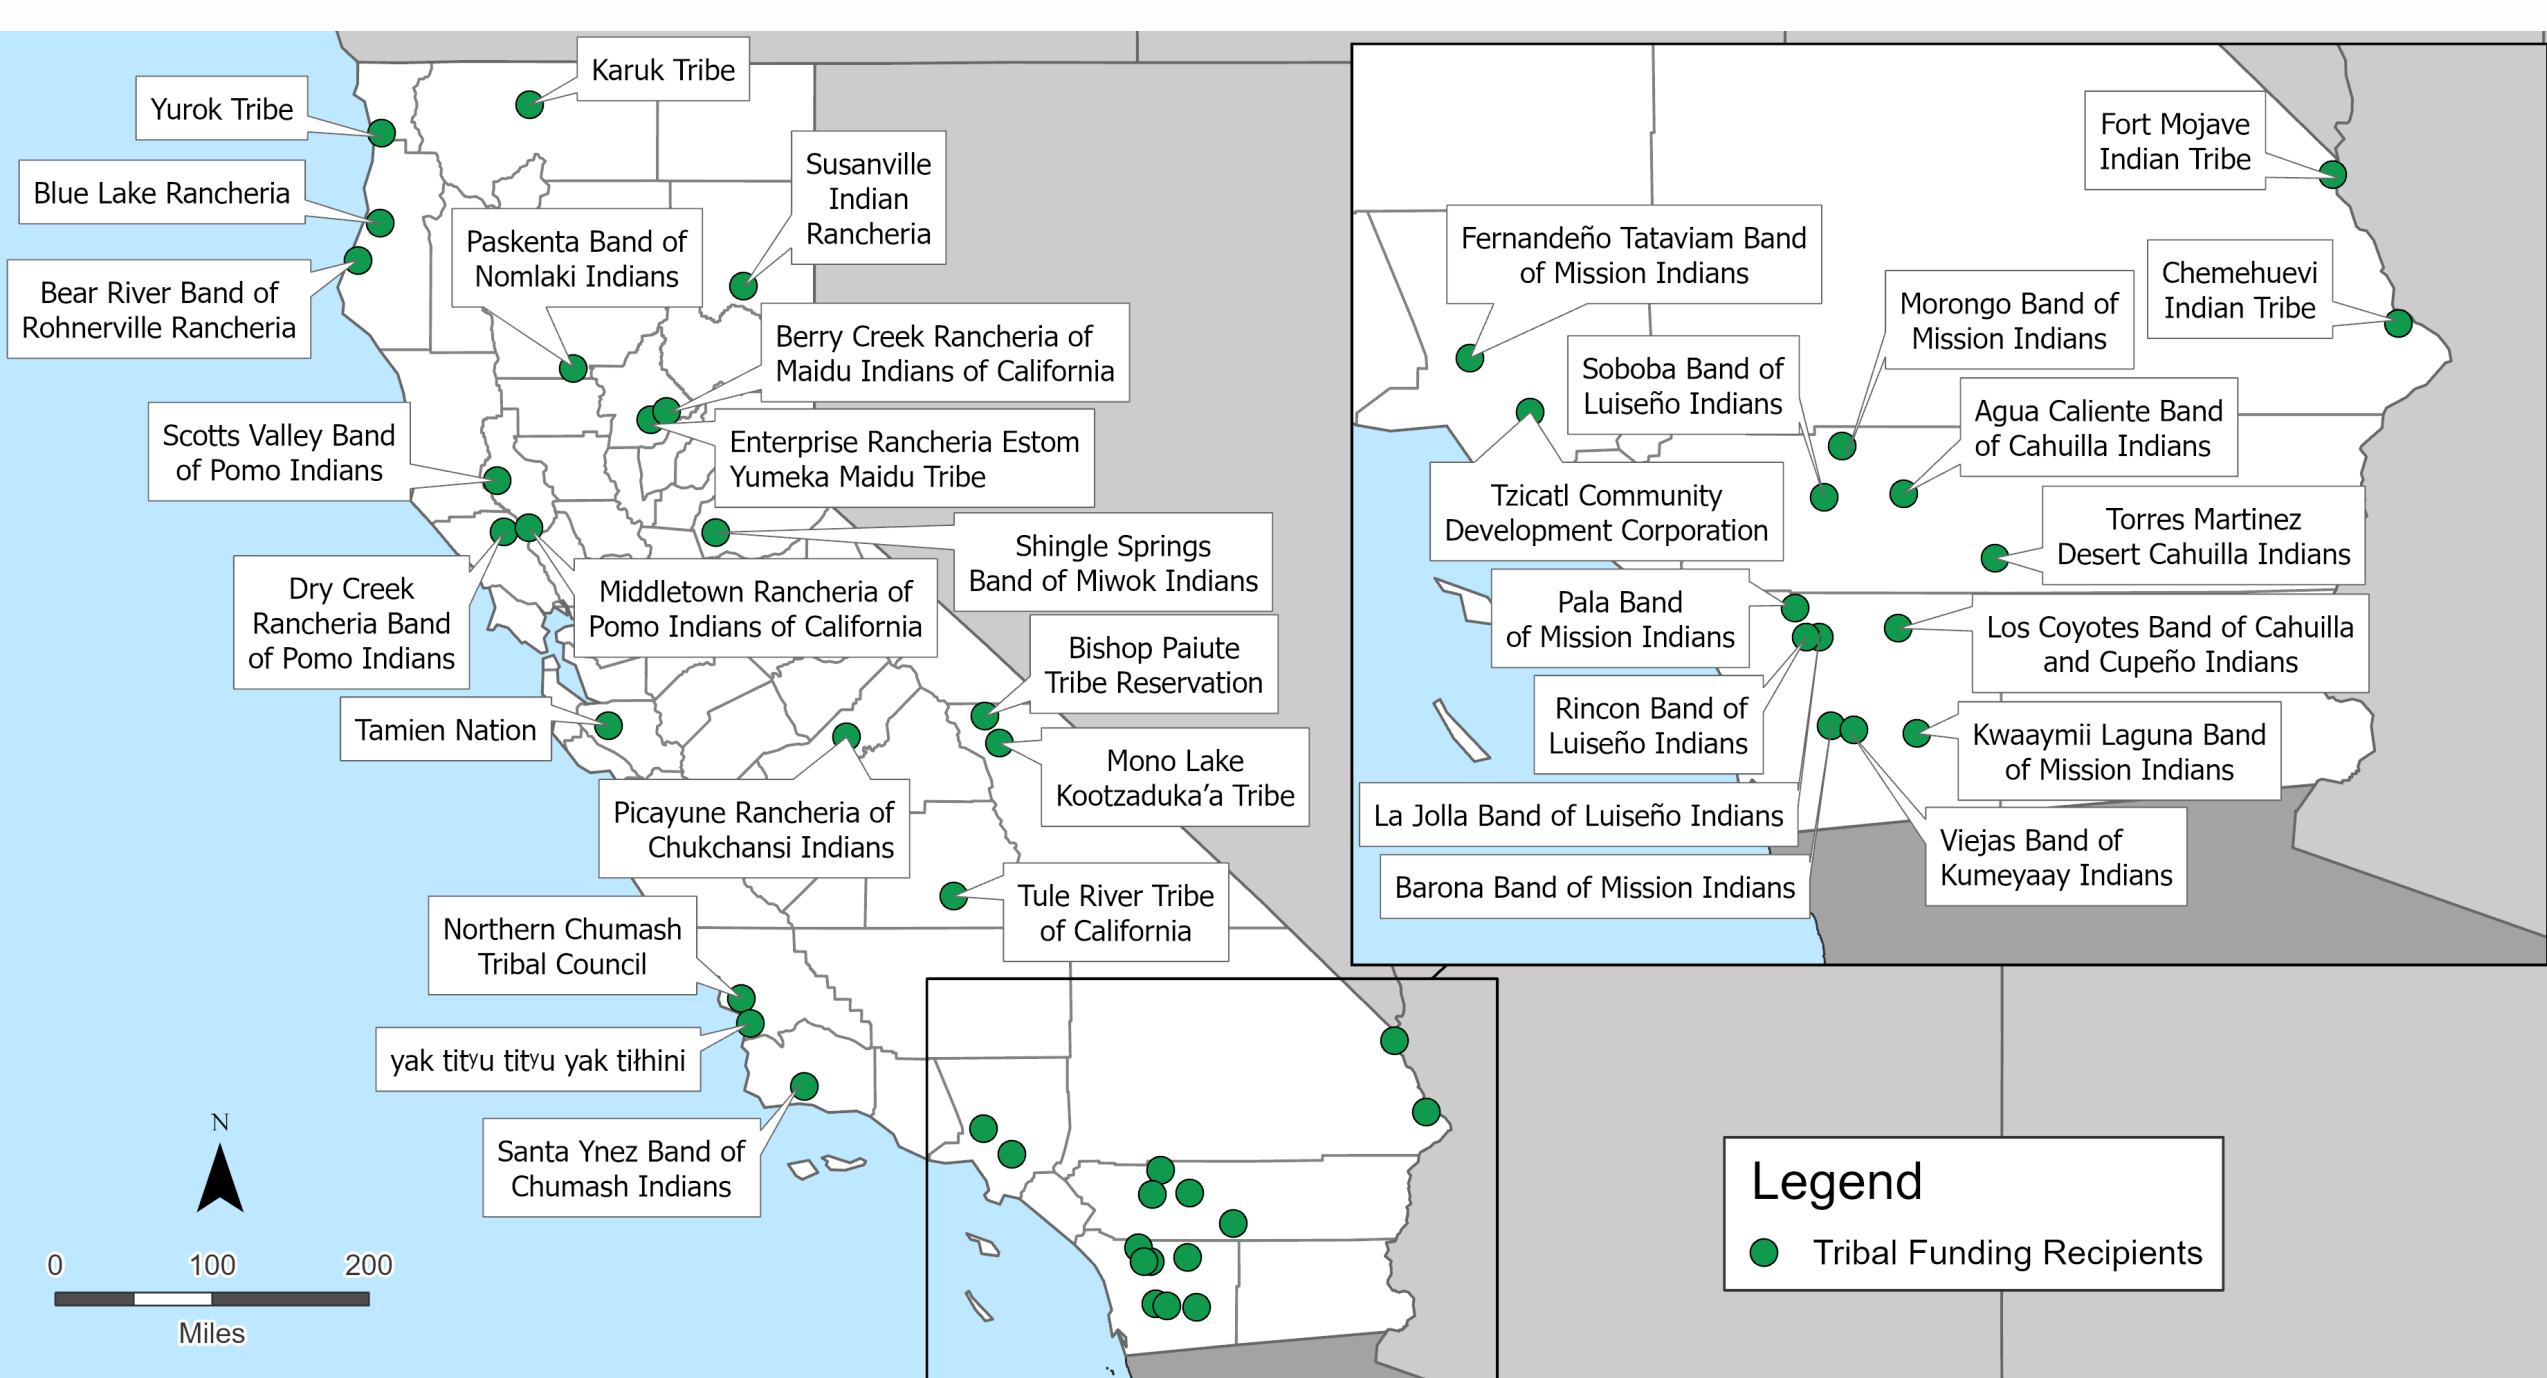 Karuk Tribe
Yurok Tribe
Blue Lake Rancheria
Bear River Band of
Rohnerville Rancheria
Susanville
Indian
Rancheria
Paskenta Band of
Nomlaki Indians
Berry Creek Rancheria of
Maidu Indians of California
Enterprise Rancheria Estom
Yumeka Maidu Tribe
Scotts Valley Band
of Pomo Indians
Shingle Springs
Band of Miwok Indians
Dry Creek
Rancheria Band
of Pomo Indians
Middletown Rancheria of
Pomo Indians of California
Bishop Paiute
Tribe Reservation
Tamien Nation
Mono Lake
Kootzaduka’a Tribe
Picayune Rancheria of
Chukchansi Indians
Tule River Tribe
of California
Northern Chumash
Tribal Council
yak titʸu titʸu yak tiłhini
Santa Ynez Band of
Chumash Indians
N
0 100 200
Miles
Fort Mojave
Indian Tribe
Fernandeño Tataviam Band
of Mission Indians
Chemehuevi
Indian Tribe
Morongo Band of
Mission Indians
Soboba Band of
Luiseño Indians
Agua Caliente Band
of Cahuilla Indians
Tzicatl Community
Development Corporation
Torres Martinez
Desert Cahuilla Indians
Pala Band
of Mission Indians
Los Coyotes Band of Cahuilla
and Cupeño Indians
Rincon Band of
Luiseño Indians
Kwaaymii Laguna Band
of Mission Indians
La Jolla Band of Luiseño Indians
Viejas Band of
Kumeyaay Indians
Barona Band of Mission Indians
Legend
Tribal Funding Recipients